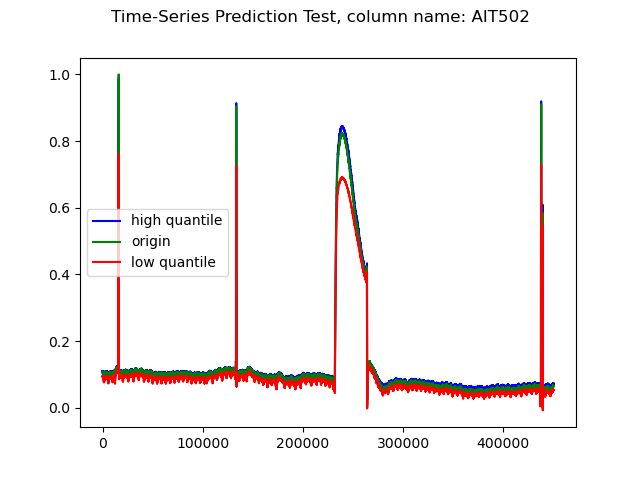 Time-Series Prediction Test, column name: AIT502
1.0
0.8
0.6
0.4
0.2
0.0
high quantile
origin
low quantile
0
100000
200000
300000
400000